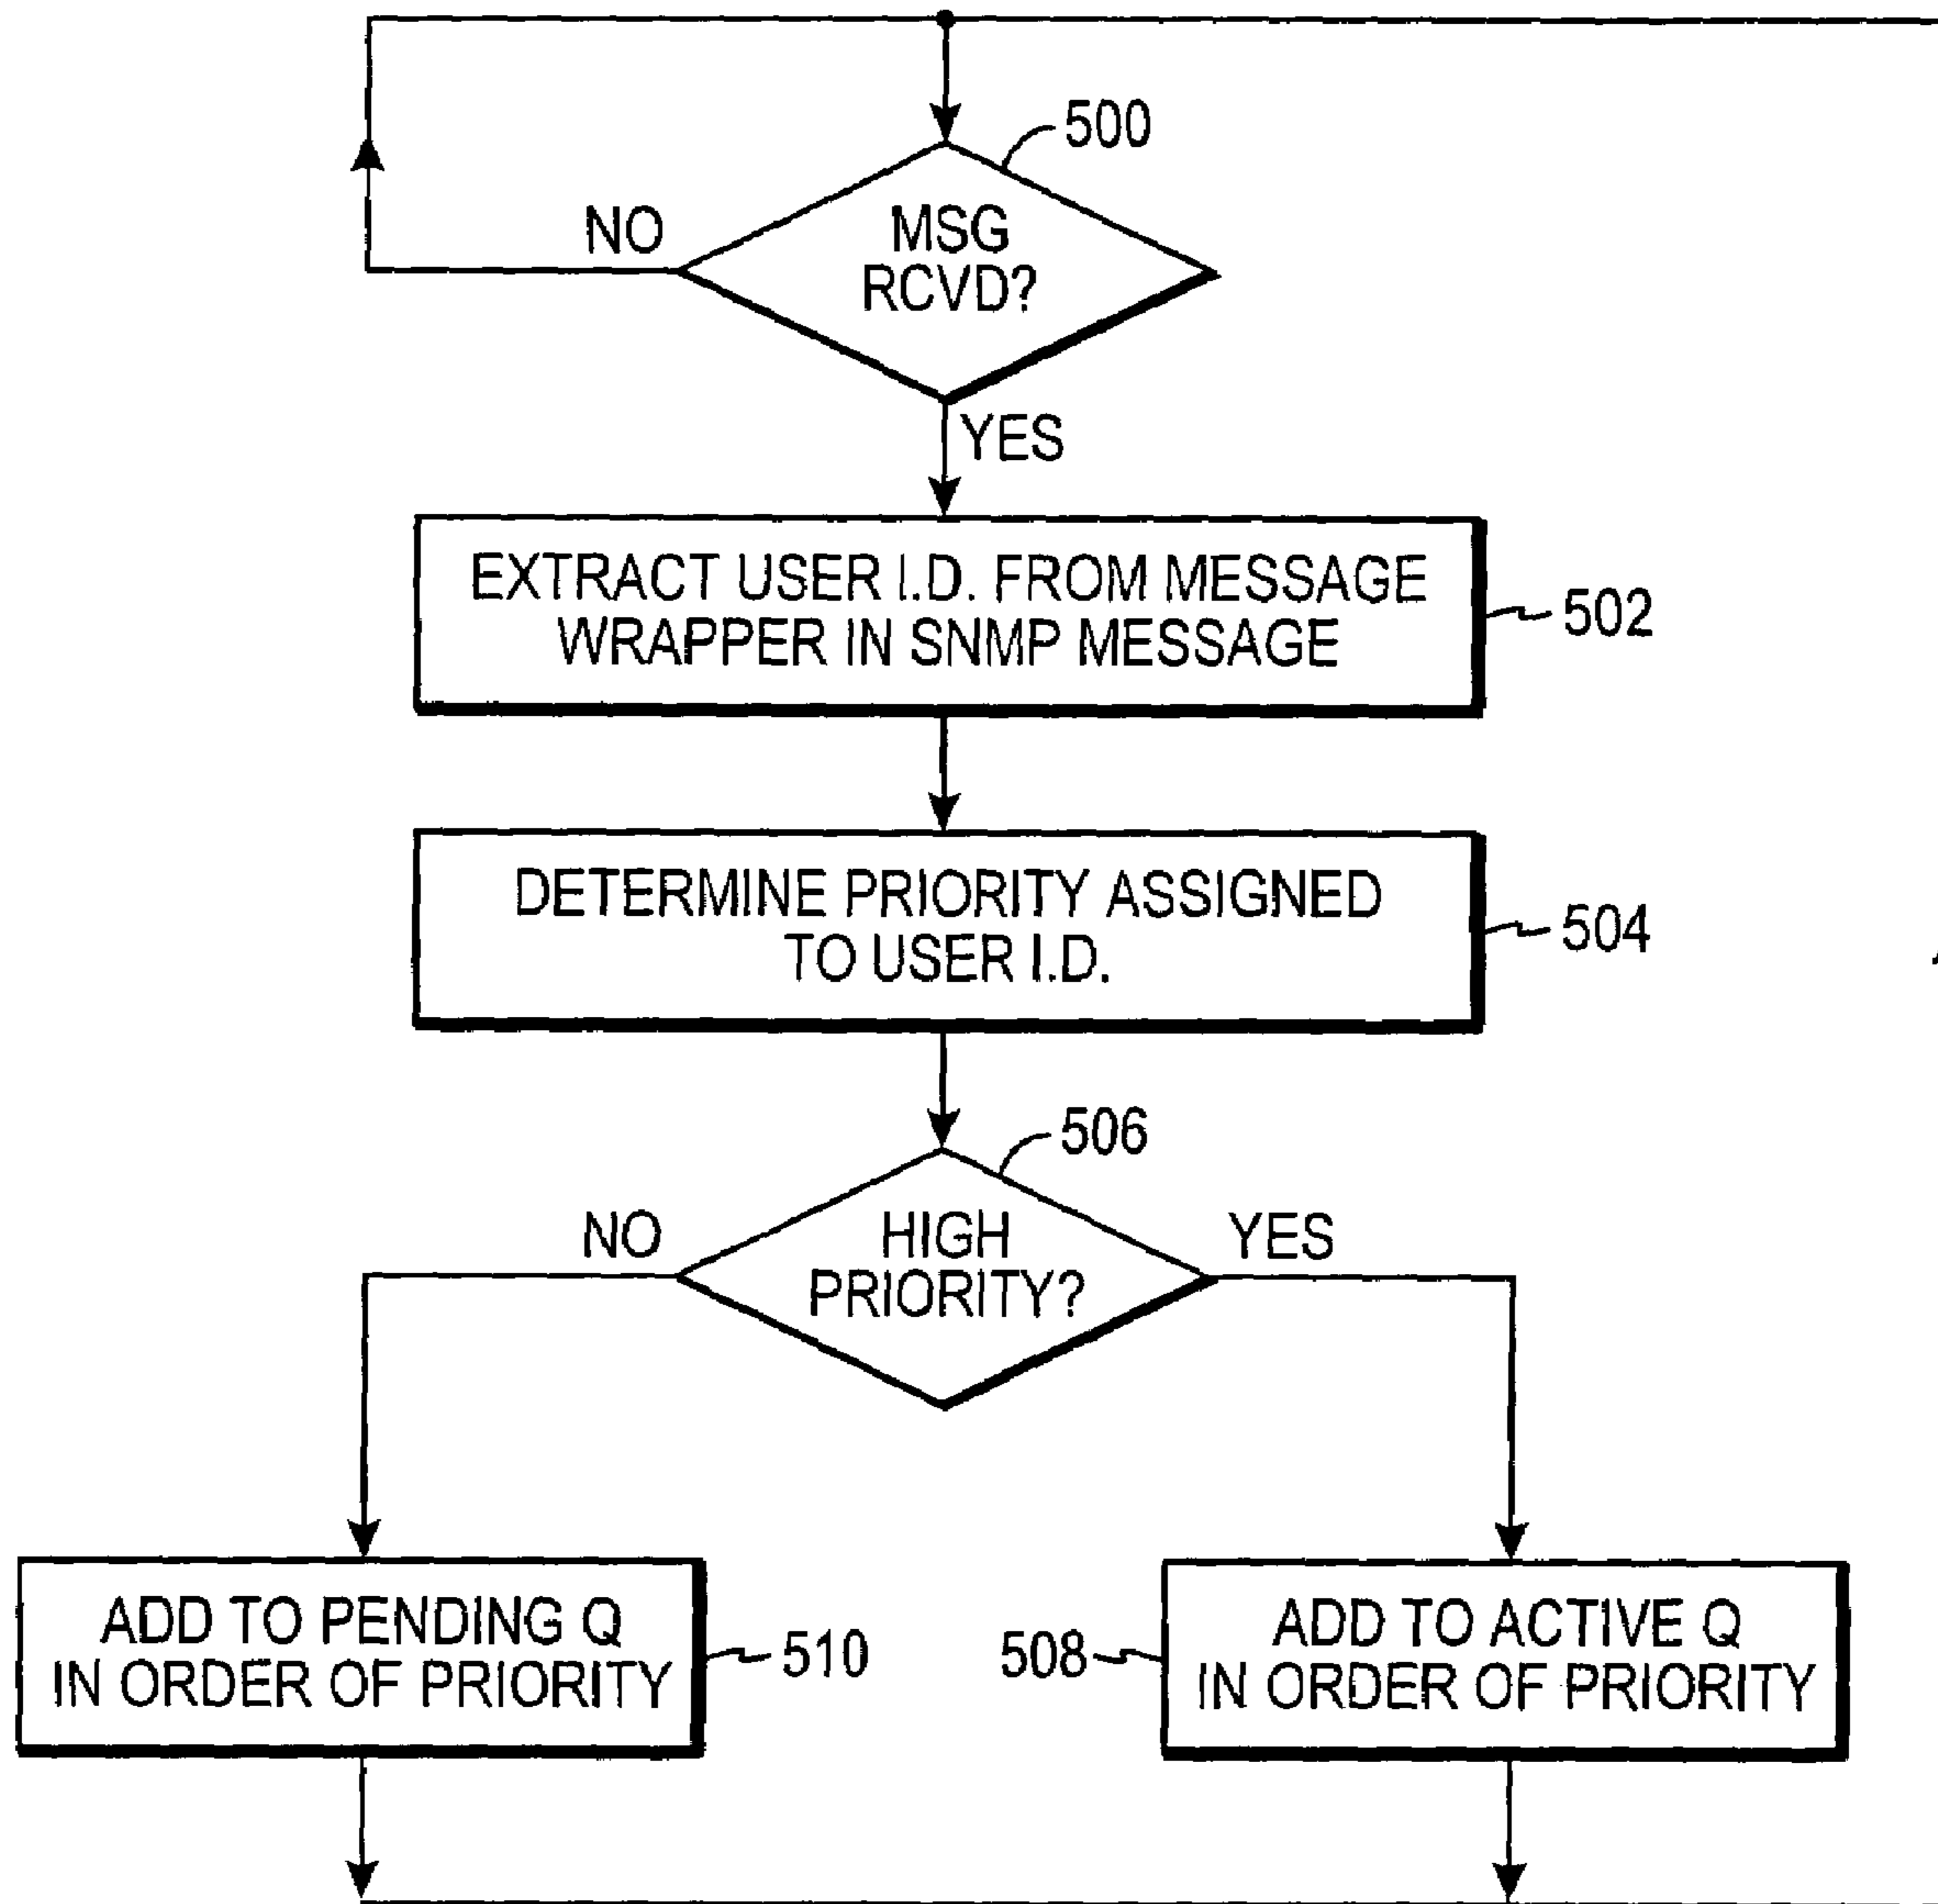 500
MSG
RCVD?
NO
YES
EXTRACT USER I.D. FROM MESSAGE
WRAPPER IN SNMP MESSAGE
502
DETERMINE PRIORITY ASSIGNED
TO USER I.D.
504
506
HIGH
PRIORITY?
NO
YES
ADD TO PENDING Q
IN ORDER OF PRIORITY
510
508
ADD TO ACTIVE Q
IN ORDER OF PRIORITY